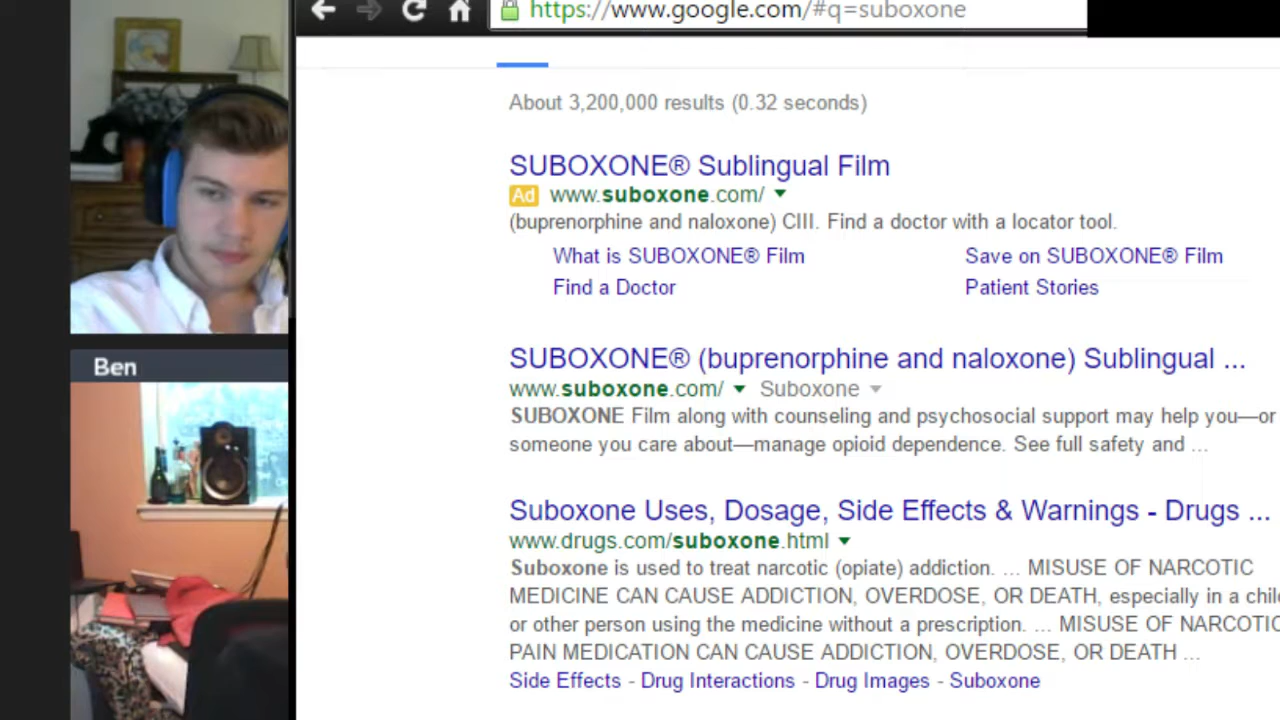 https://www.google.com/#q=suboxone
About 3,200,000 results (0.32 seconds)
SUBOXONE® Sublingual Film
Ad www.suboxone.com/
(buprenorphine and naloxone) CIII. Find a doctor with a locator tool.
What is SUBOXONE® Film Save on SUBOXONE® Film
Find a Doctor Patient Stories
SUBOXONE® (buprenorphine and naloxone) Sublingual ...
www.suboxone.com/ Suboxone
SUBOXONE Film along with counseling and psychosocial support may help you—or
someone you care about—manage opioid dependence. See full safety and ...
Suboxone Uses, Dosage, Side Effects & Warnings - Drugs ...
www.drugs.com/suboxone.html
Suboxone is used to treat narcotic (opiate) addiction. ... MISUSE OF NARCOTIC
MEDICINE CAN CAUSE ADDICTION, OVERDOSE, OR DEATH, especially in a chil
or other person using the medicine without a prescription. ... MISUSE OF NARCOTIC
PAIN MEDICATION CAN CAUSE ADDICTION, OVERDOSE, OR DEATH ...
Side Effects - Drug Interactions - Drug Images - Suboxone
Ben